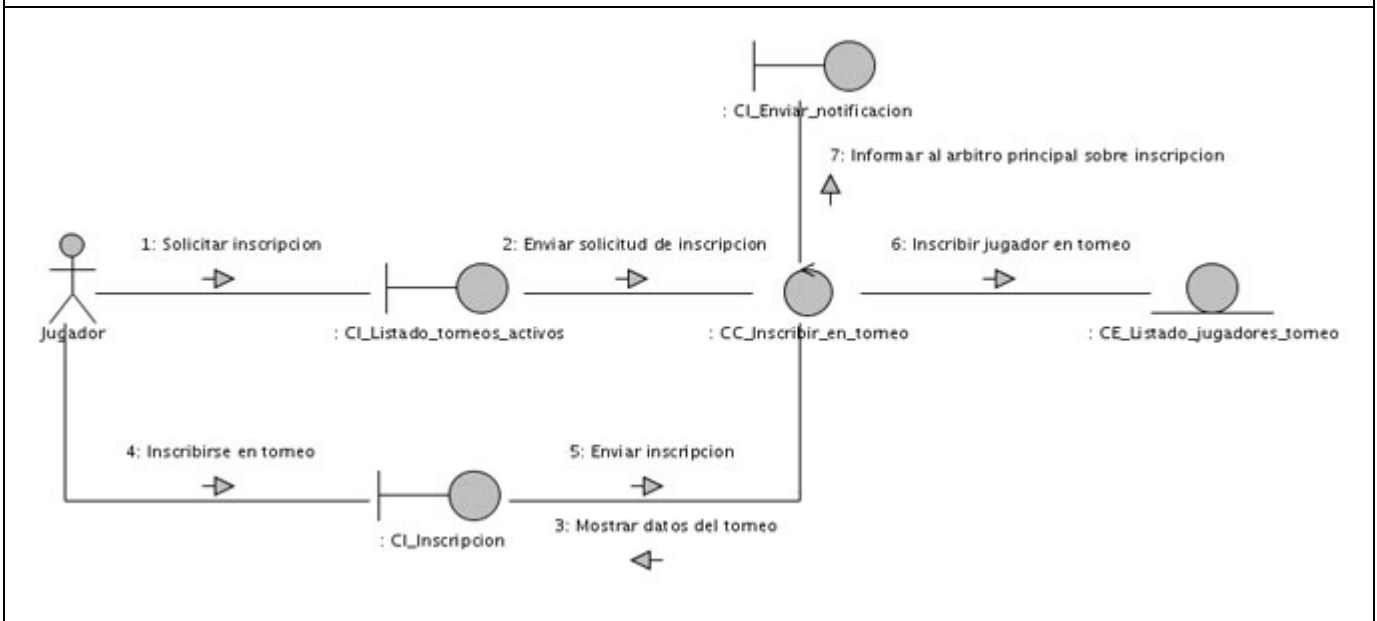 : CI_Enviar_notificacion
7: Informar al arbitro principal sobre inscripcion
1: Solicitar inscripcion
2: Enviar solicitud de inscripcion
6: Inscribir jugador en torneo
Jugador
: CI_Listado_torneos_activos
: CC_Inscribir_en_torneo
: CE_Listado_jugadores_torneo
4: Inscribirse en torneo
5: Enviar inscripcion
3: Mostrar datos del torneo
: CI_Inscripcion